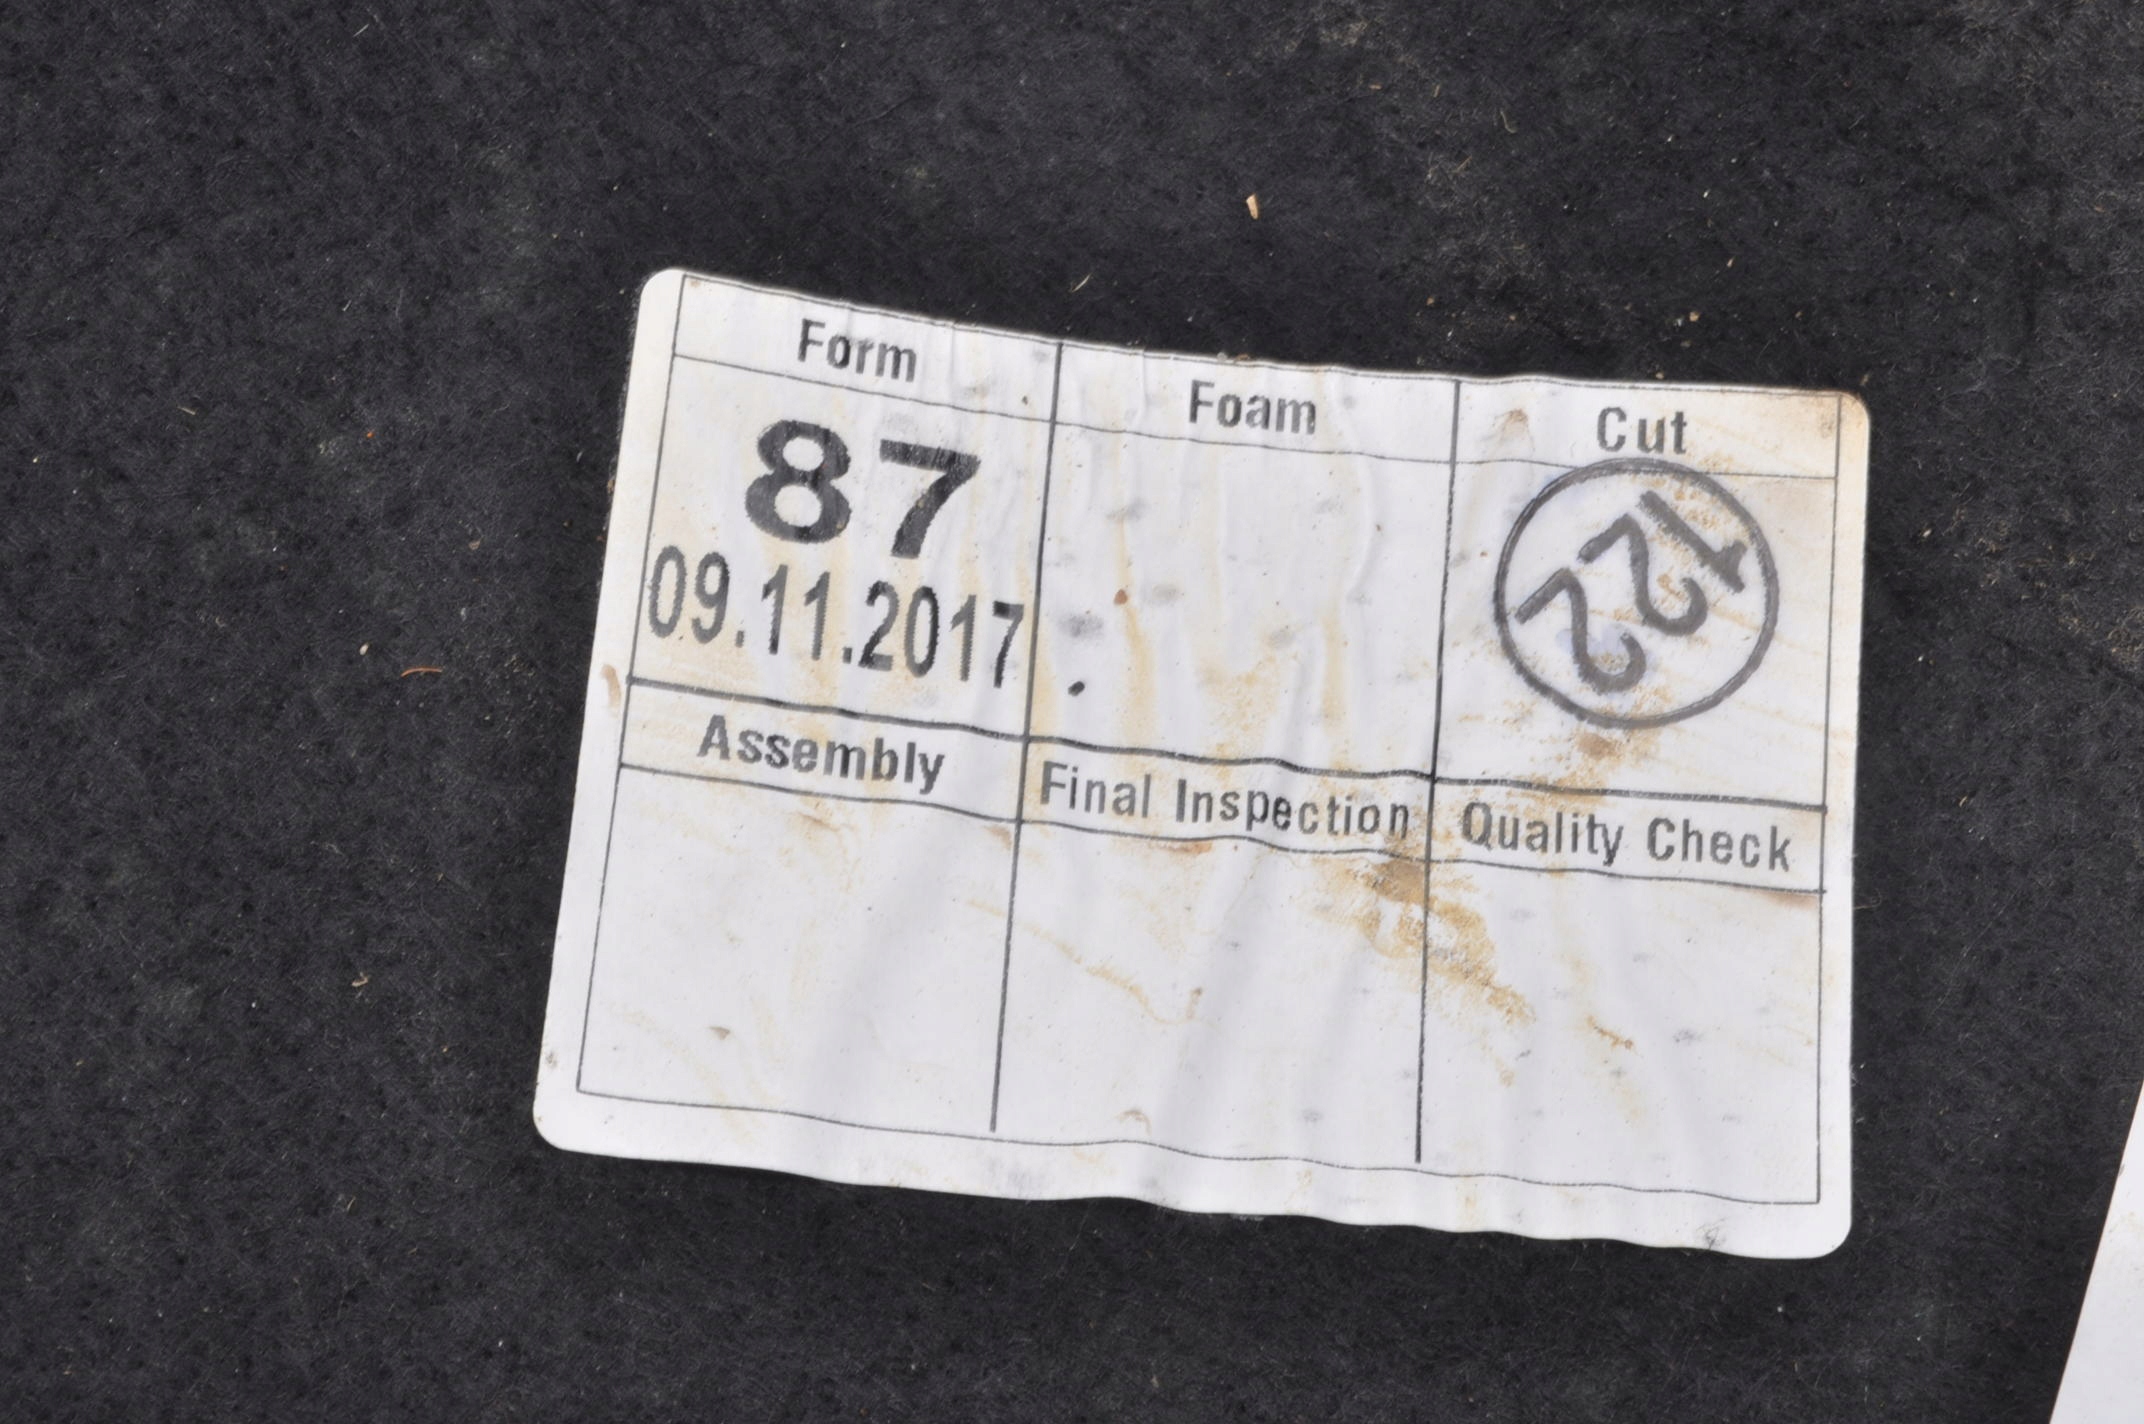 Form
Foam
Cut
87
09.11.2017
122
Assembly
Final Inspection
Quality Check